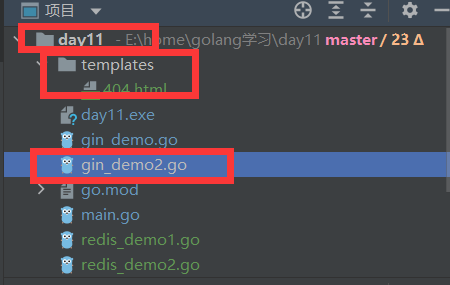 项目
day11 - E:\home\golang学习\day11 master / 23 Δ
templates
404.html
day11.exe
gin_demo.go
gin_demo2.go
go.mod
main.go
redis_demo1.go
redis_demo2.go